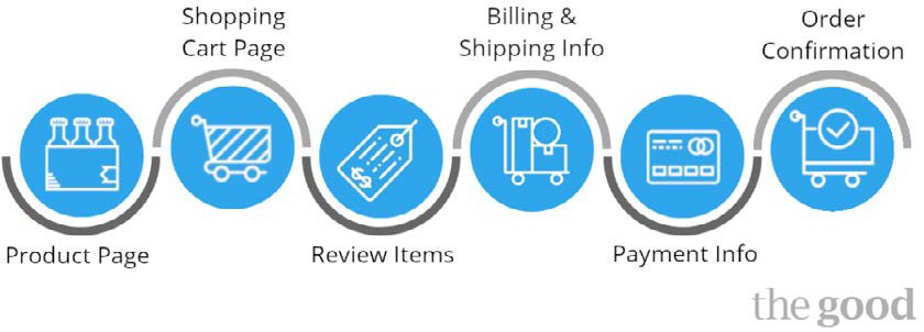 Shopping
Cart Page
Billing &
Shipping Info
Order
Confirmation
$$
Product Page
Review Items
Payment Info
the good